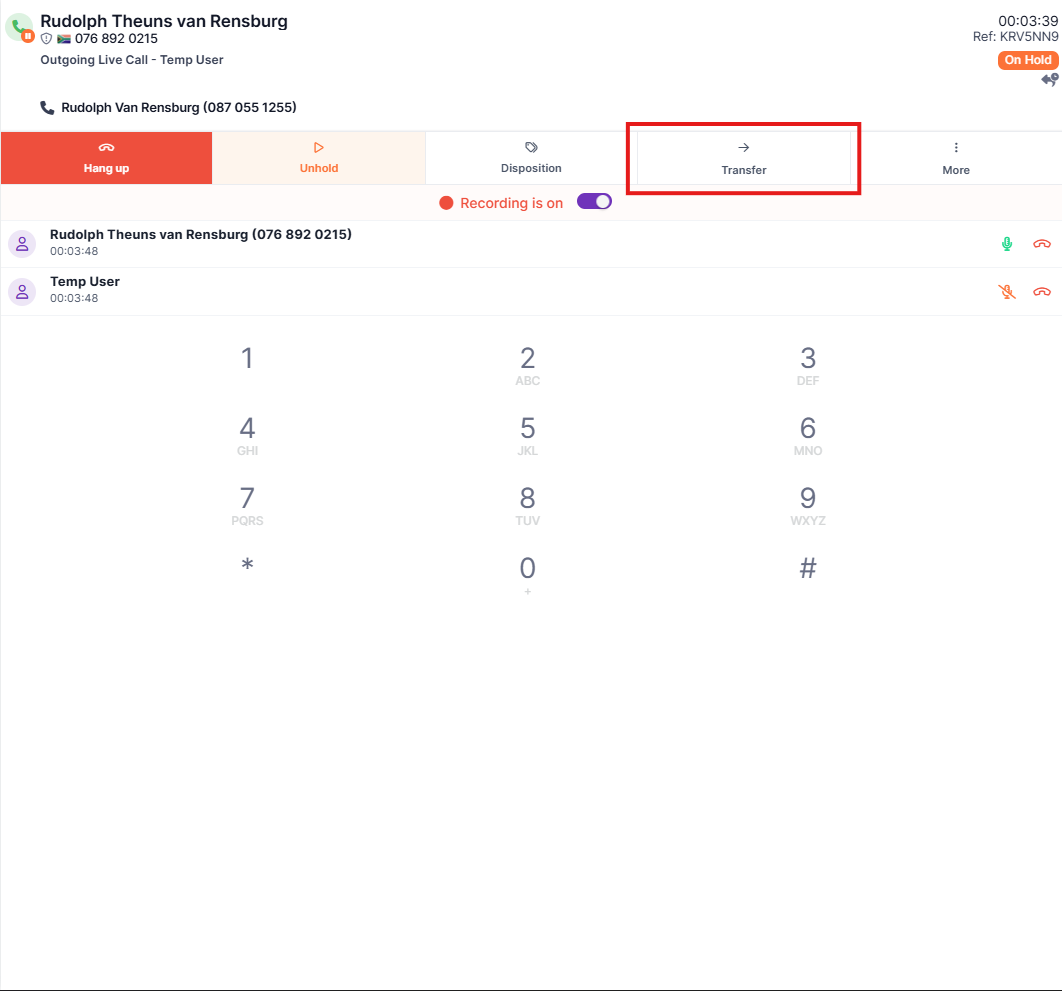 Rudolph Theuns van Rensburg
00:03:39
076 892 0215
Ref: KRV5NN9
Outgoing Live Call - Temp User
On Hold
Rudolph Van Rensburg (087 055 1255)
Hang up
Unhold
Disposition
Transfer
More
Recording is on
Rudolph Theuns van Rensburg (076 892 0215)
00:03:48
Temp User
00:03:48
1
2
3
ABC
DEF
4
5
6
GHI
JKL
MNO
7
8
9
PQRS
TUV
WXYZ
*
0
#
+